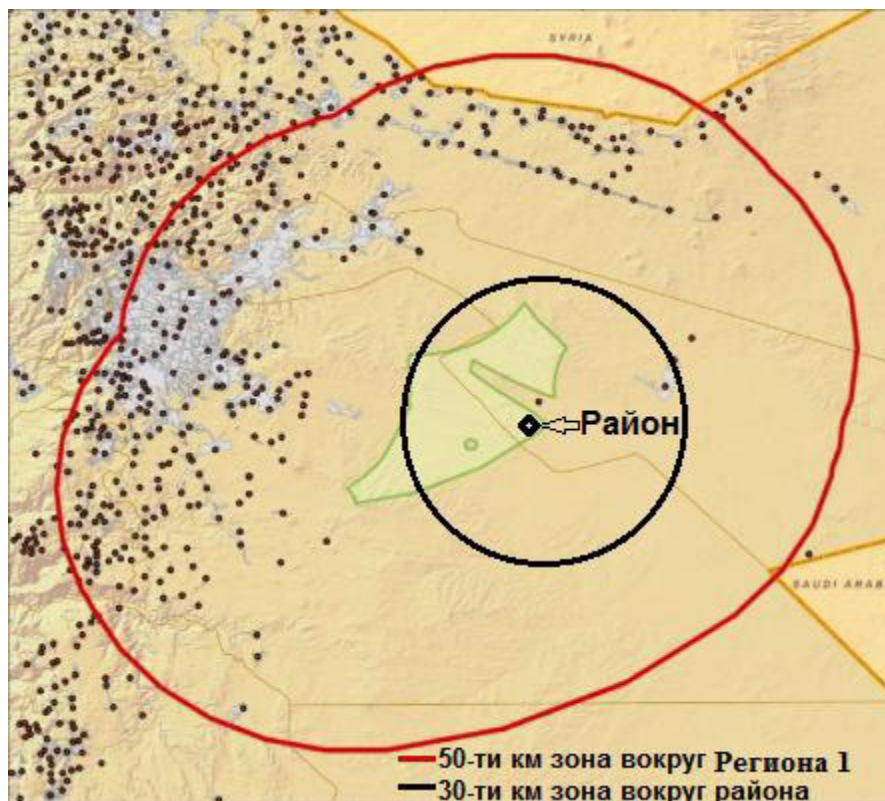 SYRIA
Район
SAUDI ARAB
50-ти км зона вокруг Региона 1
30-ти км зона вокруг района